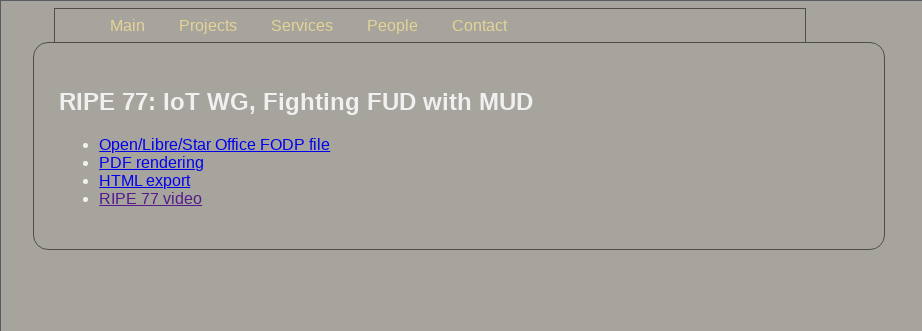 Main Projects Services People Contact
RIPE 77: IoT WG, Fighting FUD with MUD
Open/Libre/Star Office FODP file
PDF rendering
HTML export
RIPE 77 video